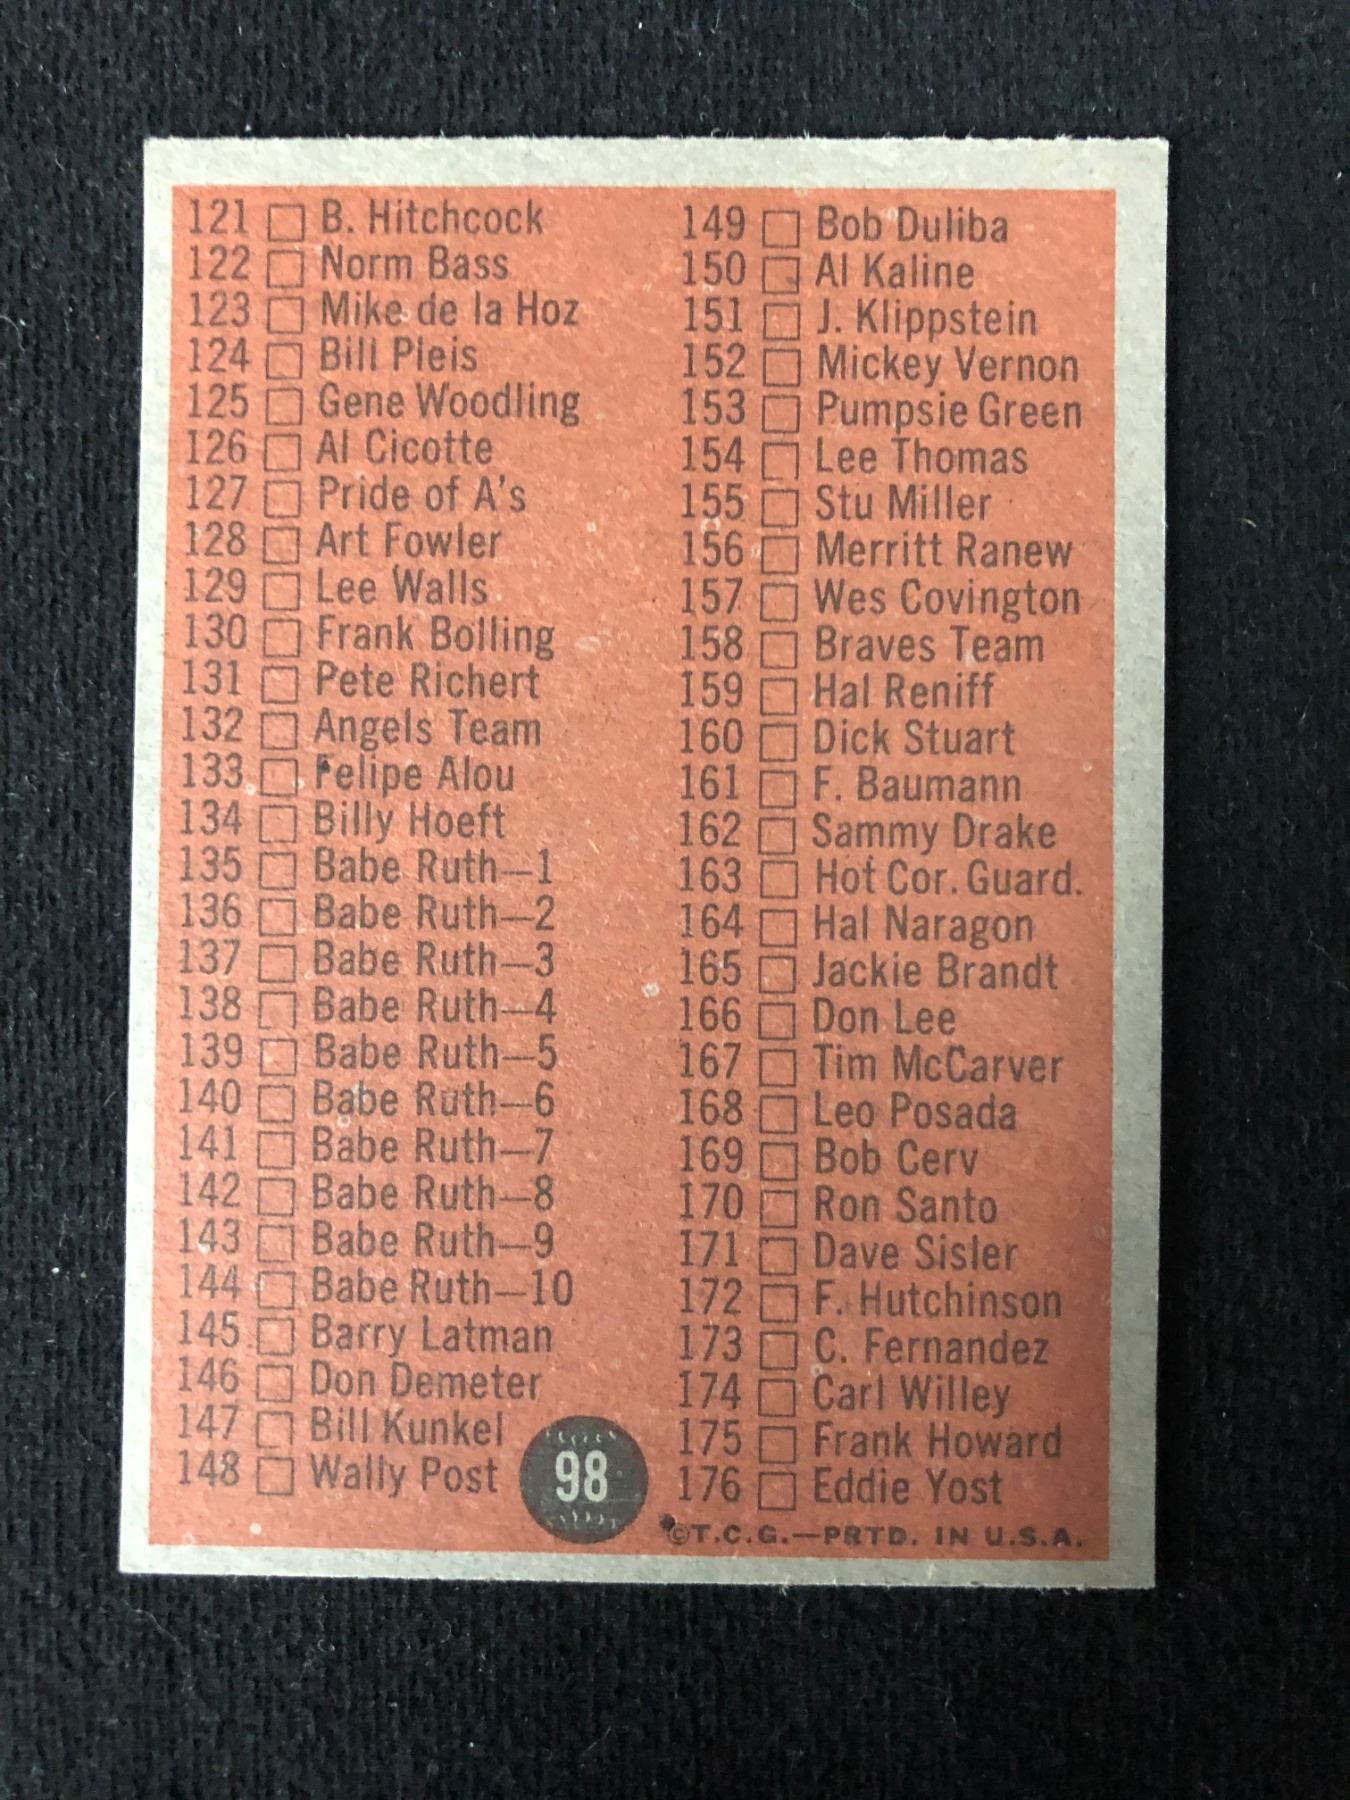 121 B. Hitchcock
122 Norm Bass
123 Mike de la Hoz
124 Bill Pleis
125 Gene Woodling
126 Al Cicotte
127 Pride of A's
128 Art Fowler
129 Lee Walls
130 Frank Bolling
131 Pete Richert
132 Angels Team
133 Felipe Alou
134 Billy Hoeft
135 Babe Ruth—1
136 Babe Ruth—2
137 Babe Ruth—3
138 Babe Ruth—4
139 Babe Ruth—5
140 Babe Ruth—6
141 Babe Ruth—7
142 Babe Ruth—8
143 Babe Ruth—9
144 Babe Ruth—10
145 Barry Latman
146 Don Demeter
147 Bill Kunkel
148 Wally Post
98
149 Bob Duliba
150 Al Kaline
151 J. Klippstein
152 Mickey Vernon
153 Pumpsie Green
154 Lee Thomas
155 Stu Miller
156 Merritt Ranew
157 Wes Covington
158 Braves Team
159 Hal Reniff
160 Dick Stuart
161 F. Baumann
162 Sammy Drake
163 Hot Cor. Guard.
164 Hal Naragon
165 Jackie Brandt
166 Don Lee
167 Tim McCarver
168 Leo Posada
169 Bob Cerv
170 Ron Santo
171 Dave Sisler
172 F. Hutchinson
173 C. Fernandez
174 Carl Willey
175 Frank Howard
176 Eddie Yost
©T.C.G.—PRTD. IN U.S.A.